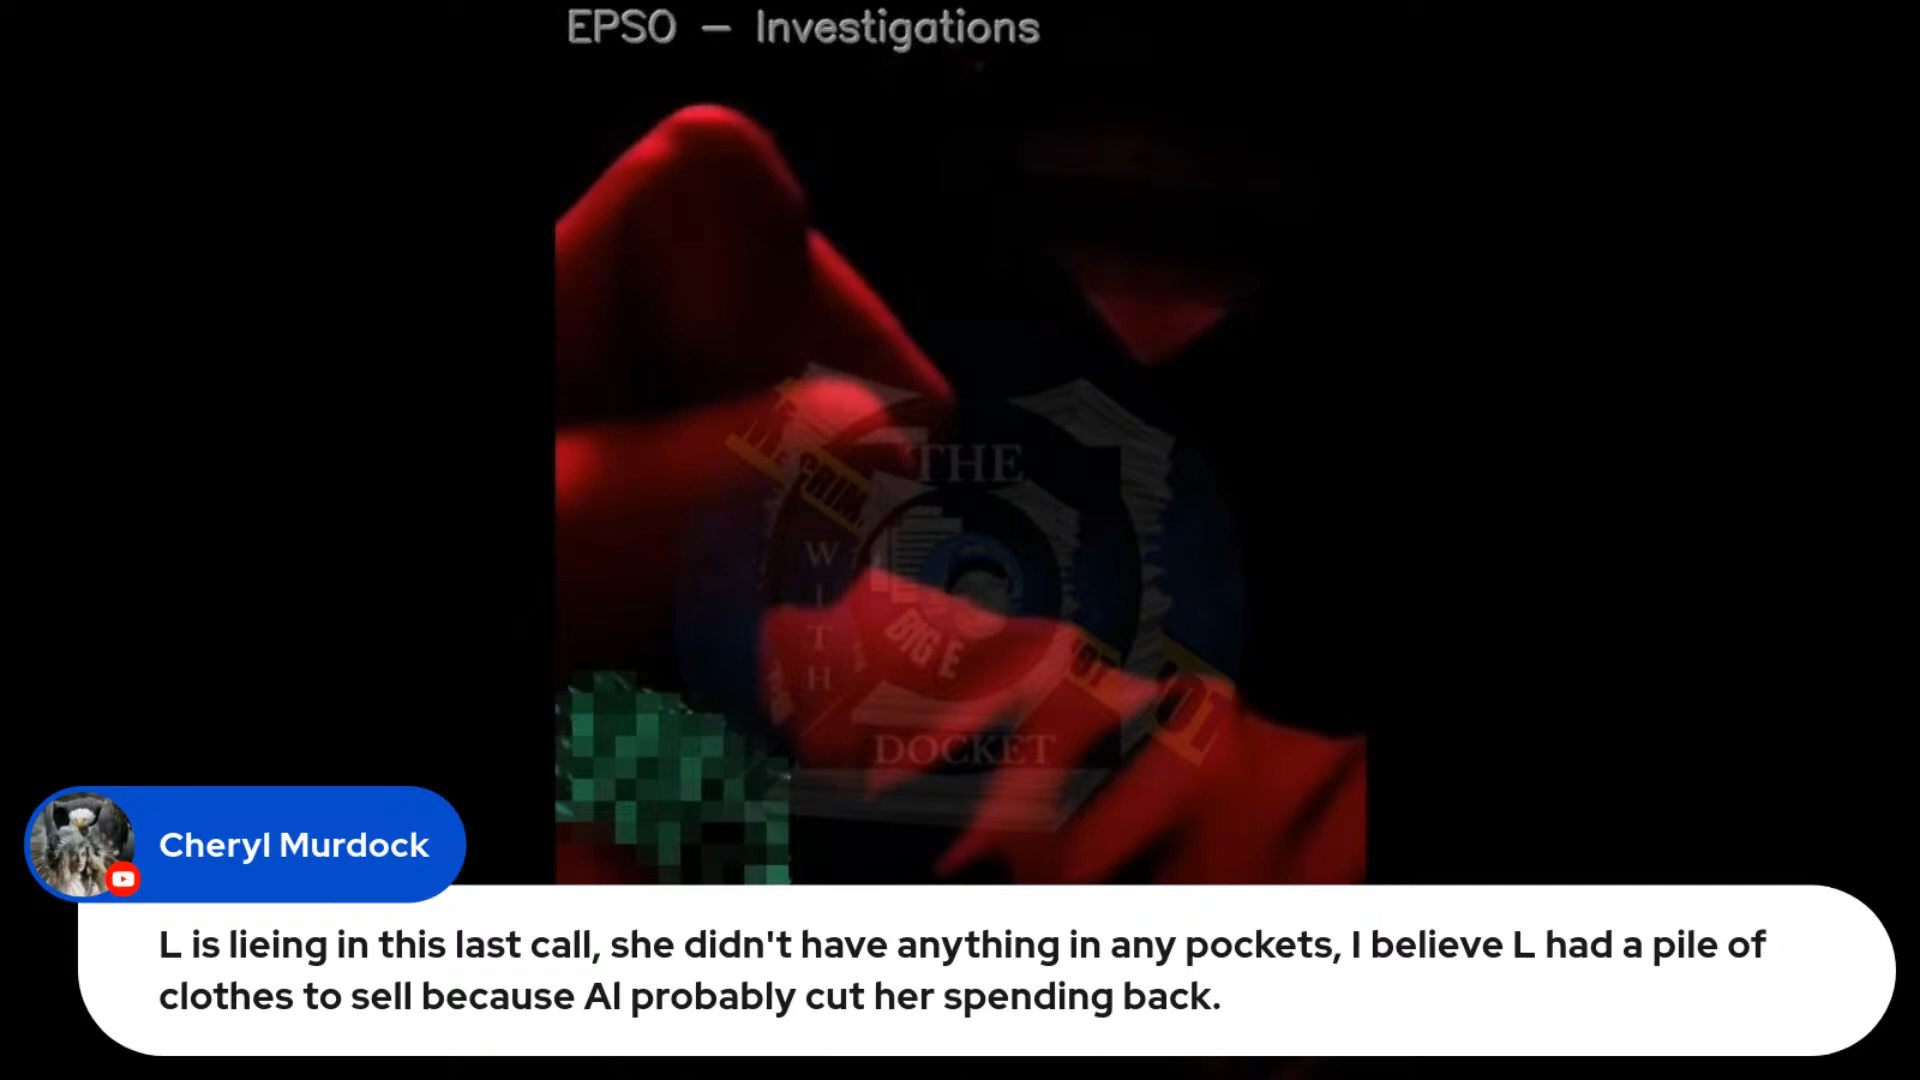 EPSO – Investigations
THE
WITH
BIG E
DOCKET
Cheryl Murdock
L is lieing in this last call, she didn't have anything in any pockets, I believe L had a pile of
clothes to sell because Al probably cut her spending back.